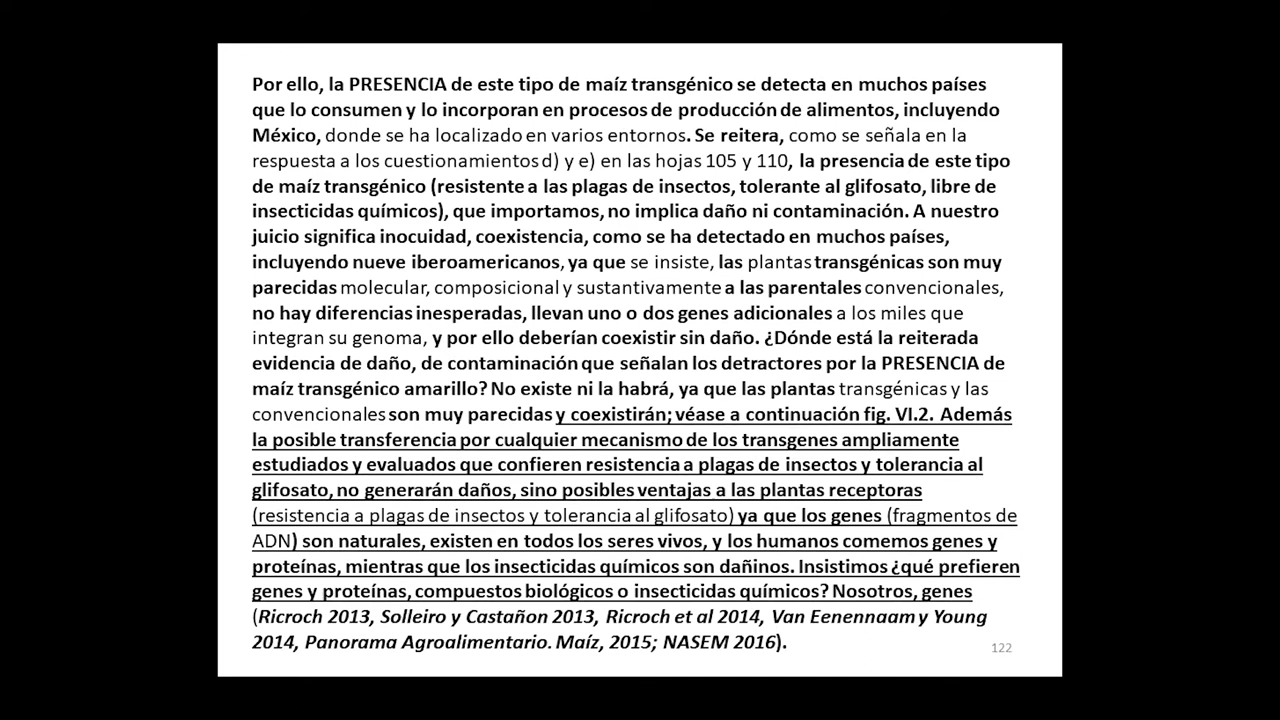 Por ello, la PRESENCIA de este tipo de maíz transgénico se detecta en muchos países
que lo consumen y lo incorporan en procesos de producción de alimentos, incluyendo
México, donde se ha localizado en varios entornos. Se reitera, como se señala en la
respuesta a los cuestionamientos d) y e) en las hojas 105 y 110, la presencia de este tipo
de maíz transgénico (resistente a las plagas de insectos, tolerante al glifosato, libre de
insecticidas químicos), que importamos, no implica daño ni contaminación. A nuestro
juicio significa inocuidad, coexistencia, como se ha detectado en muchos países,
incluyendo nueve iberoamericanos, ya que se insiste, las plantas transgénicas son muy
parecidas molecular, composicional y sustantivamente a las parentales convencionales,
no hay diferencias inesperadas, llevan uno o dos genes adicionales a los miles que
integran su genoma, y por ello deberían coexistir sin daño. ¿Dónde está la reiterada
evidencia de daño, de contaminación que señalan los detractores por la PRESENCIA de
maíz transgénico amarillo? No existe ni la habrá, ya que las plantas transgénicas y las
convencionales son muy parecidas y coexistirán; véase a continuación fig. VI.2. Además
la posible transferencia por cualquier mecanismo de los transgenes ampliamente
estudiados y evaluados que confieren resistencia a plagas de insectos y tolerancia al
glifosato, no generarán daños, sino posibles ventajas a las plantas receptoras
(resistencia a plagas de insectos y tolerancia al glifosato) ya que los genes (fragmentos de
ADN) son naturales, existen en todos los seres vivos, y los humanos comemos genes y
proteínas, mientras que los insecticidas químicos son dañinos. Insistimos ¿qué prefieren
genes y proteínas, compuestos biológicos o insecticidas químicos? Nosotros, genes
(Ricroch 2013, Solleiro y Castañon 2013, Ricroch et al 2014, Van Eenennaam y Young
2014, Panorama Agroalimentario. Maíz, 2015; NASEM 2016).
122